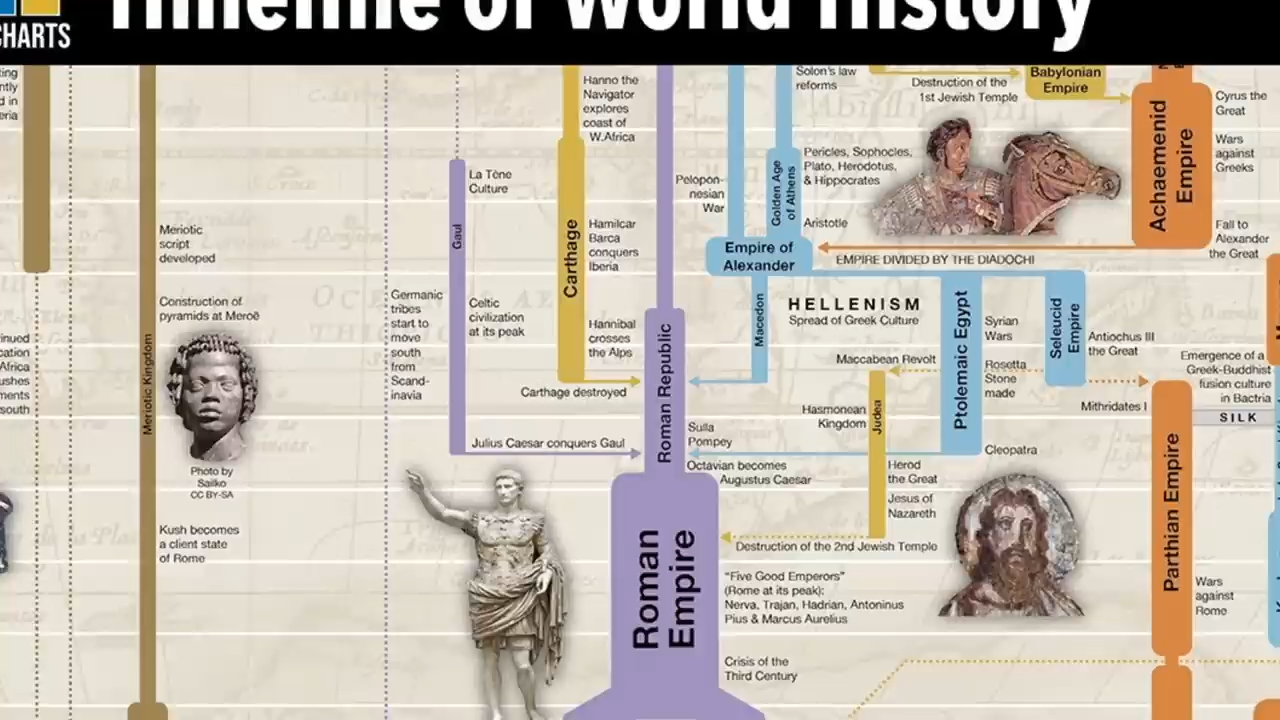 CHARTS
Timeline of World History
Hanno the
Navigator
explores
coast of
W.Africa
Solon's law
reforms
Destruction of the
1st Jewish Temple
Babylonian
Empire
Achaemenid
Empire
Cyrus the
Great
Wars
against
Greeks
Fall to
Alexander
the Great
La Tène
Culture
Gaul
Carthage
Hamilcar
Barca
conquers
Iberia
Pelopon-
nesian
War
Golden Age
of Athens
Pericles, Sophocles,
Plato, Herodotus,
& Hippocrates
Aristotle
Empire of
Alexander
EMPIRE DIVIDED BY THE DIADOCHI
Meriotic
script
developed
Construction of
pyramids at Meroë
Meriotic Kingdom
Photo by
Sailko
CC BY-SA
Kush becomes
a client state
of Rome
Germanic
tribes
start to
move
south
from
Scand-
inavia
Celtic
civilization
at its peak
Hannibal
crosses
the Alps
Carthage destroyed
Julius Caesar conquers Gaul
Roman Republic
Macedon
HELLENISM
Spread of Greek Culture
Maccabean Revolt
Ptolemaic Egypt
Syrian
Wars
Rosetta
Stone
made
Seleucid
Empire
Antiochus III
the Great
Mithridates I
Emergence of a
Greek-Buddhist
fusion culture
in Bactria
SILK
Hasmonean
Kingdom
Judea
Sulla
Pompey
Cleopatra
Octavian becomes
Augustus Caesar
Herod
the Great
Jesus of
Nazareth
Destruction of the 2nd Jewish Temple
Roman
Empire
"Five Good Emperors"
(Rome at its peak):
Nerva, Trajan, Hadrian, Antoninus
Pius & Marcus Aurelius
Crisis of the
Third Century
Parthian Empire
Wars
against
Rome